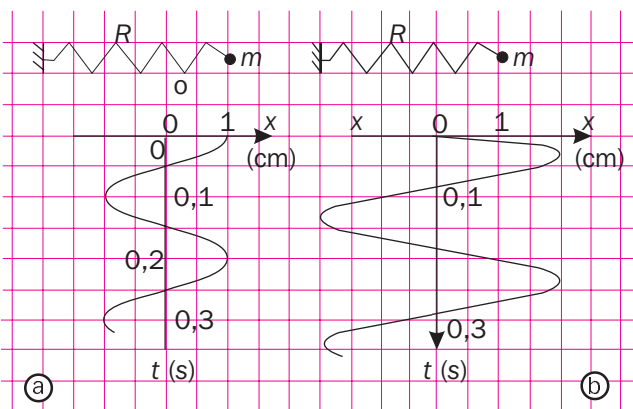 R m R m
o
0 1 x x 0 1 x
0 (cm) (cm)
0,1 0,1
0,2
0,3 0,3
t (s) t (s)
a b